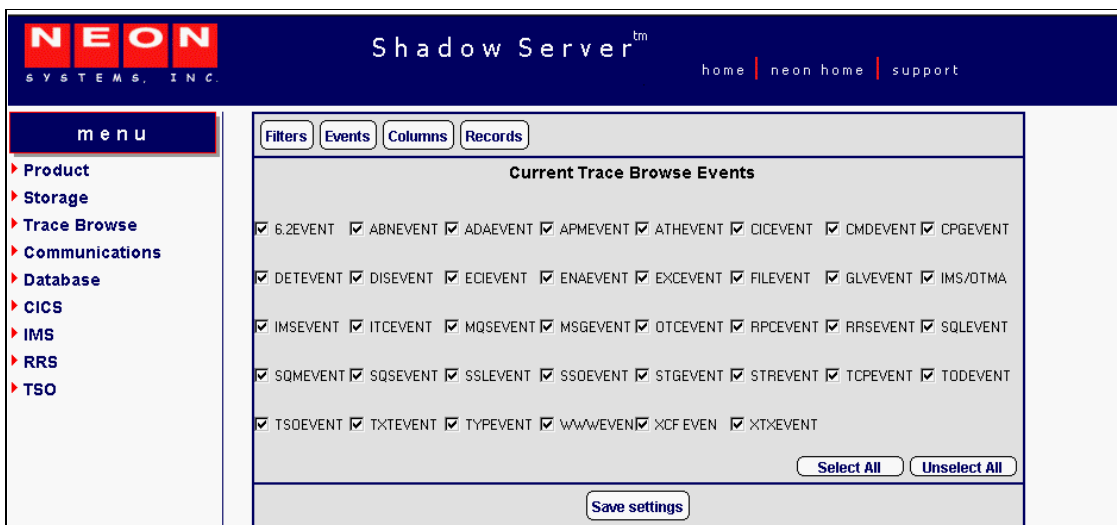 NEON
SYSTEMS, INC.
Shadow Server tm
home | neon home | support
menu
Product
Storage
Trace Browse
Communications
Database
CICS
IMS
RRS
TSO
Filters Events Columns Records
Current Trace Browse Events
6.2EVENT ABNEVENT ADAEVENT APMEVENT ATHEVENT CICEVENT CMDEVENT CPGEVENT
DETEVENT DISEVENT ECIEVENT ENAEVENT EXCEVENT FILEVENT GLVEVENT IMS/OTMA
IMSEVENT ITCEVENT MQSEVENT MSGEVENT OTCEVENT RPCEVENT RRSEVENT SQLEVENT
SQMEVENT SQSEVENT SSLEVENT SSOEVENT STGEVENT STREVENT TCPEVENT TODEVENT
TSOEVENT TXTEVENT TYPEVENT WWWEVEN XCF EVEN XTXEVENT
Select All Unselect All
Save settings